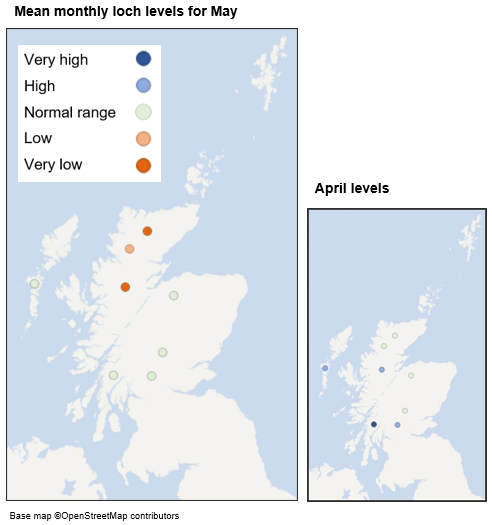 Mean monthly loch levels for May
Very high
High
Normal range
Low
Very low
April levels
Base map ©OpenStreetMap contributors